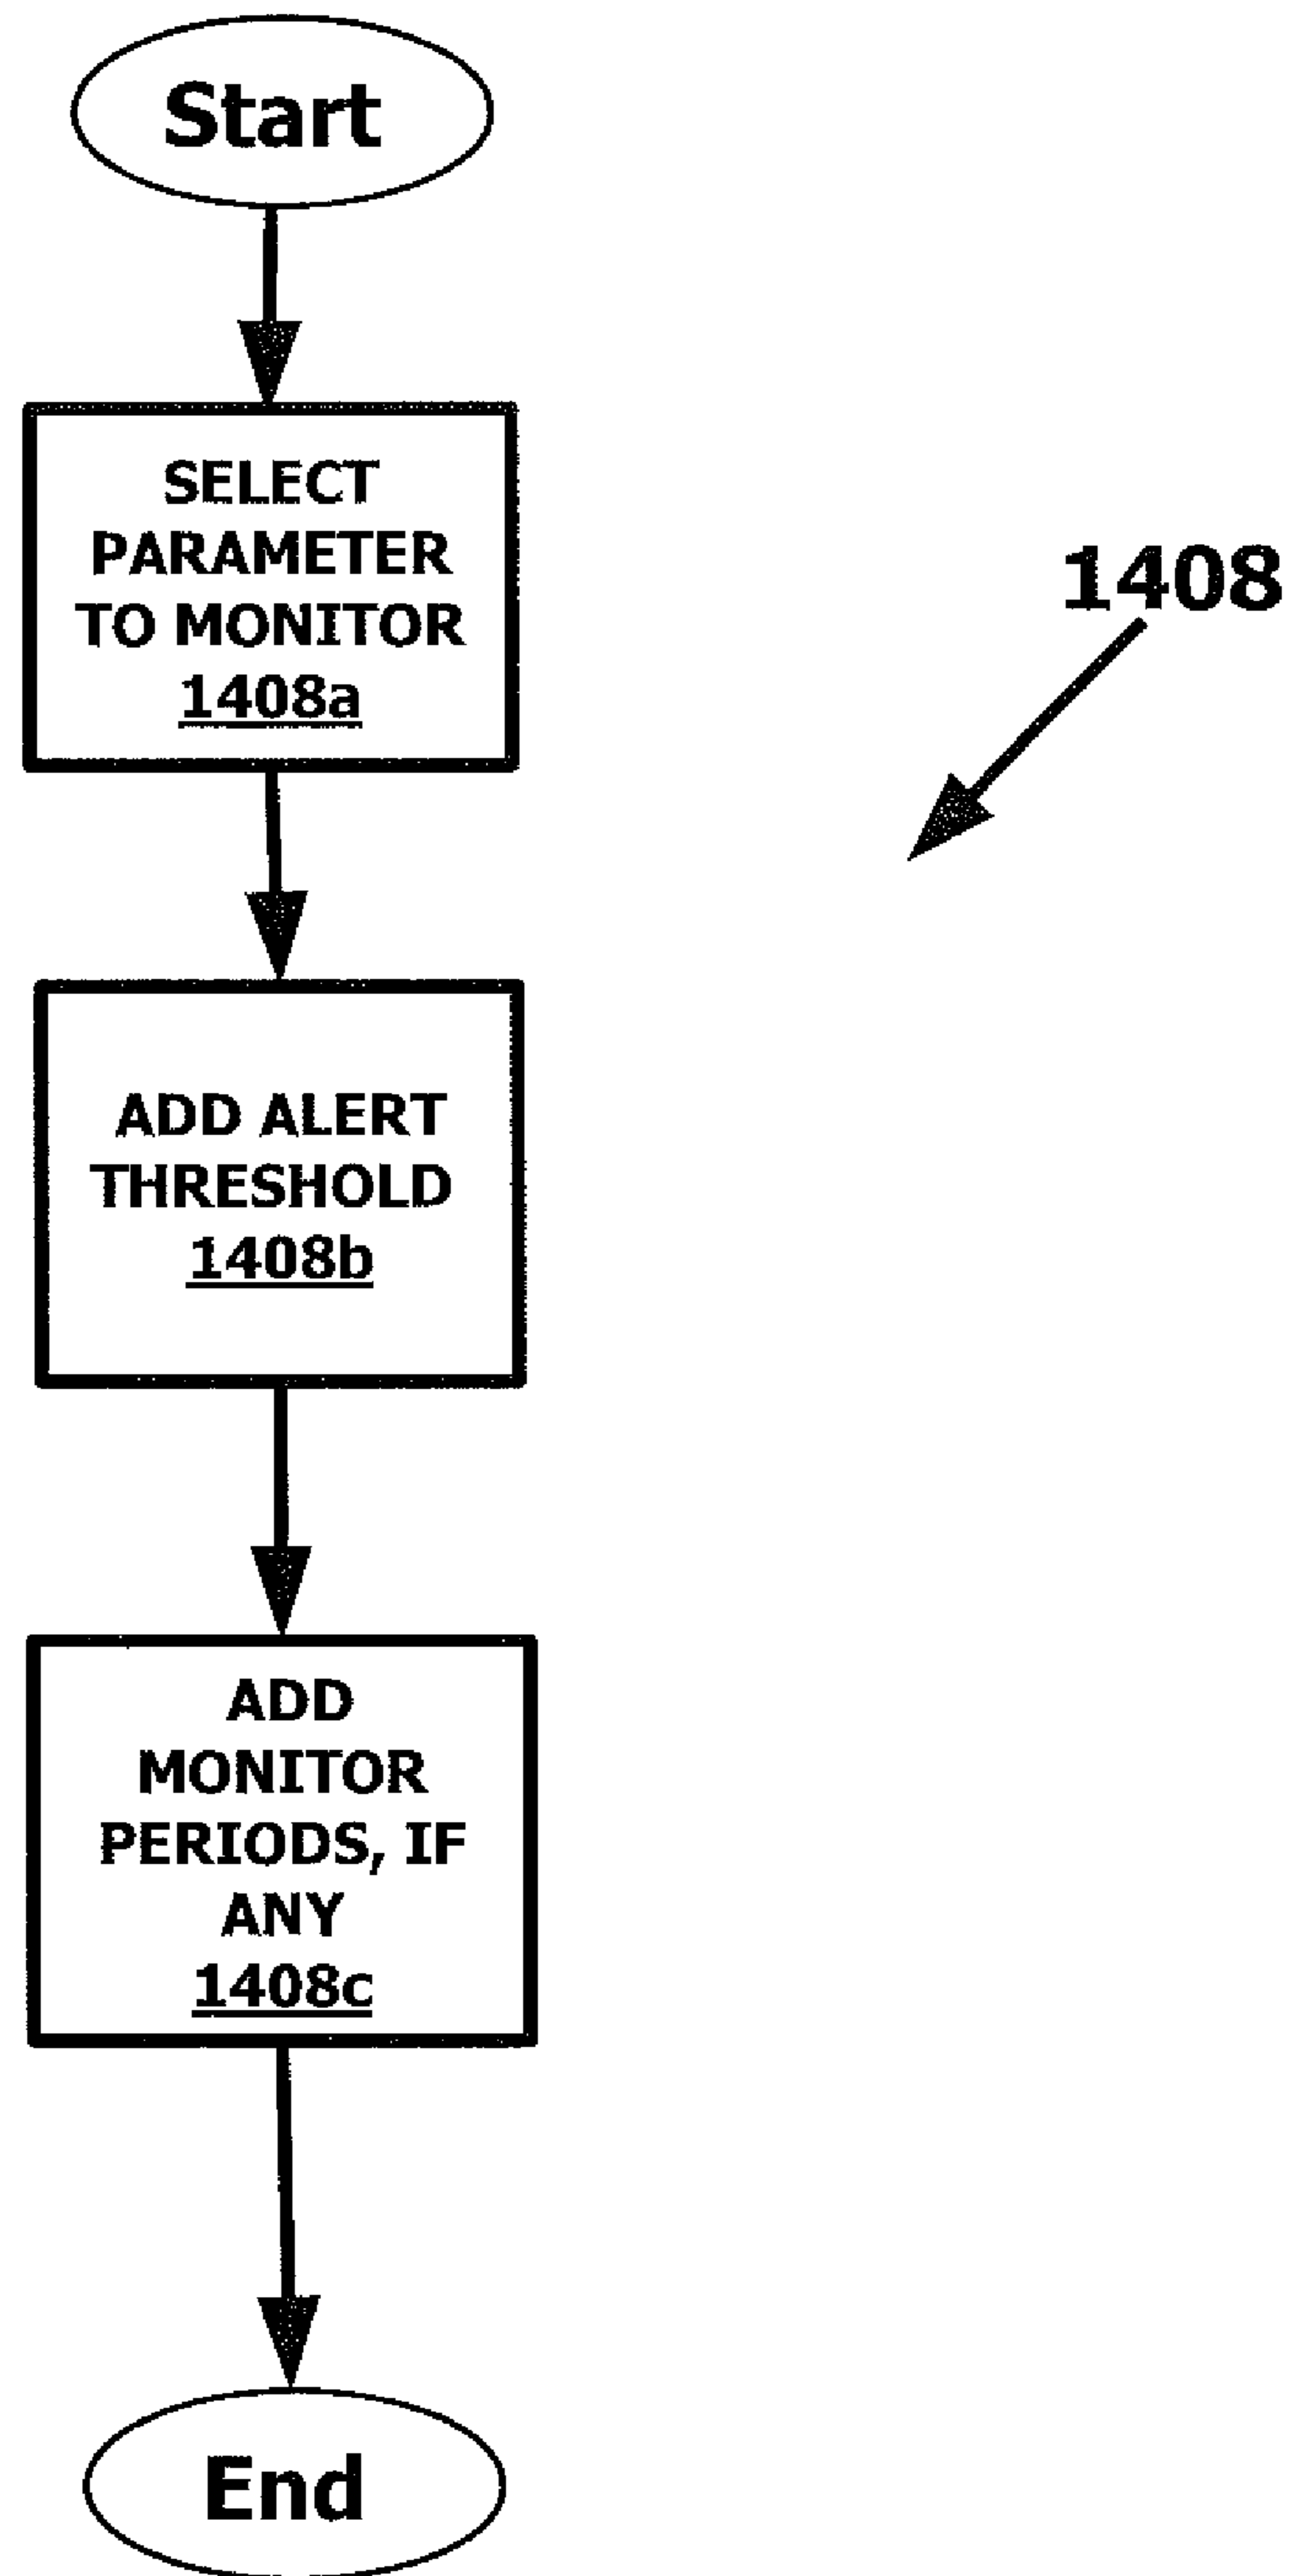 Start
SELECT
PARAMETER
TO MONITOR
1408a
1408
ADD ALERT
THRESHOLD
1408b
ADD
MONITOR
PERIODS, IF
ANY
1408c
End